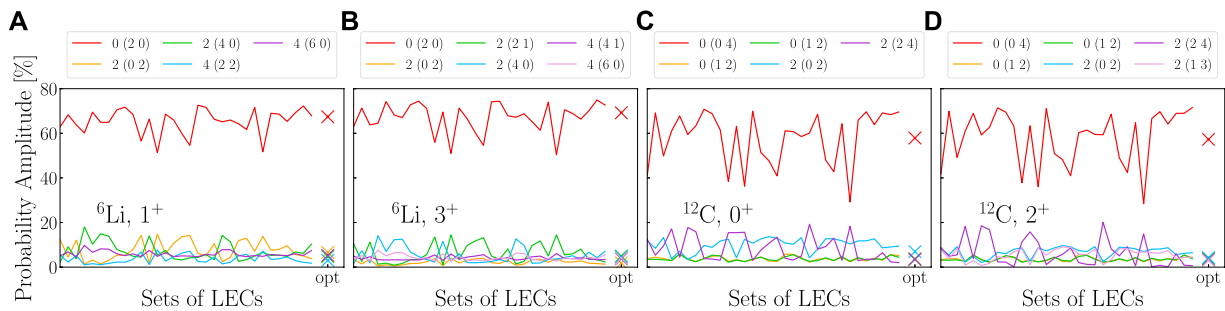 A
B
C
D
0 (2 0) 2 (4 0) 4 (6 0)
2 (0 2) 4 (2 2)
0 (2 0) 2 (2 1) 4 (4 1)
2 (0 2) 2 (4 0) 4 (6 0)
0 (0 4) 0 (1 2) 2 (2 4)
0 (1 2) 2 (0 2)
0 (0 4) 0 (1 2) 2 (2 4)
0 (1 2) 2 (0 2) 2 (1 3)
Probability Amplitude [%]
80
60
40
20
0
⁶Li, 1⁺
⁶Li, 3⁺
¹²C, 0⁺
¹²C, 2⁺
opt
opt
opt
opt
Sets of LECs
Sets of LECs
Sets of LECs
Sets of LECs